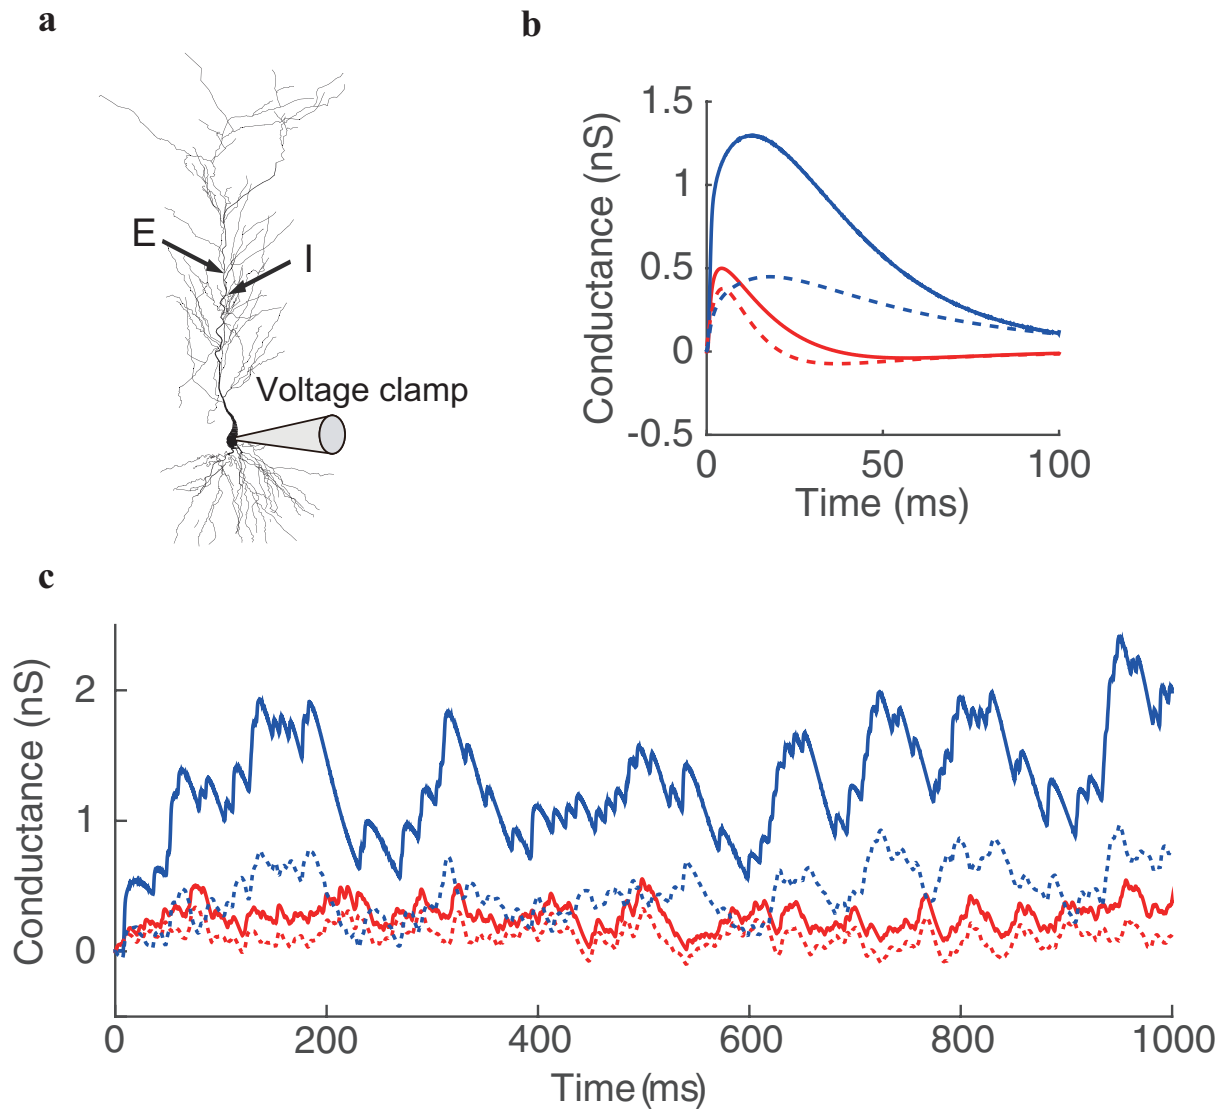 a
E
I
Voltage clamp
b
1.5
1
0.5
0
-0.5
Conductance (nS)
0 50 100
Time (ms)
c
2
1
0
Conductance (nS)
0 200 400 600 800 1000
Time (ms)